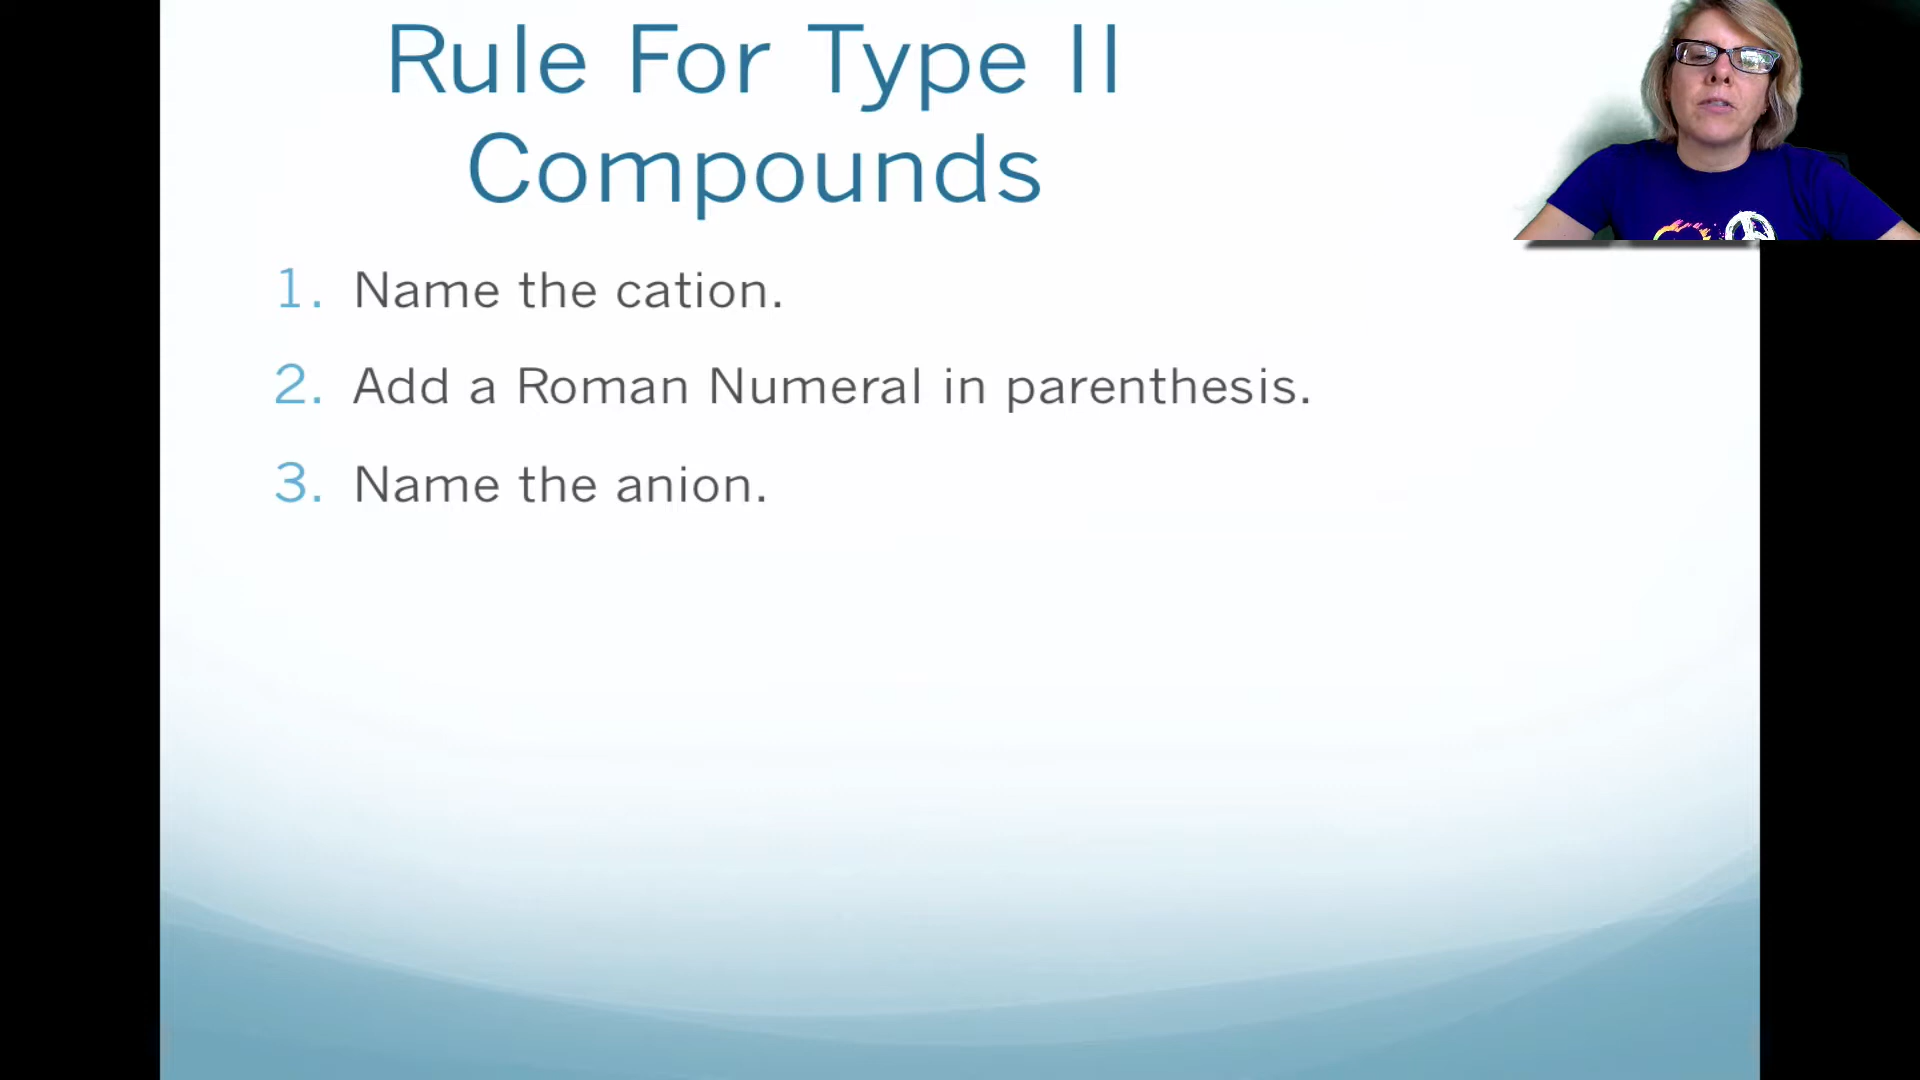 Rule For Type II
Compounds
1. Name the cation.
2. Add a Roman Numeral in parenthesis.
3. Name the anion.